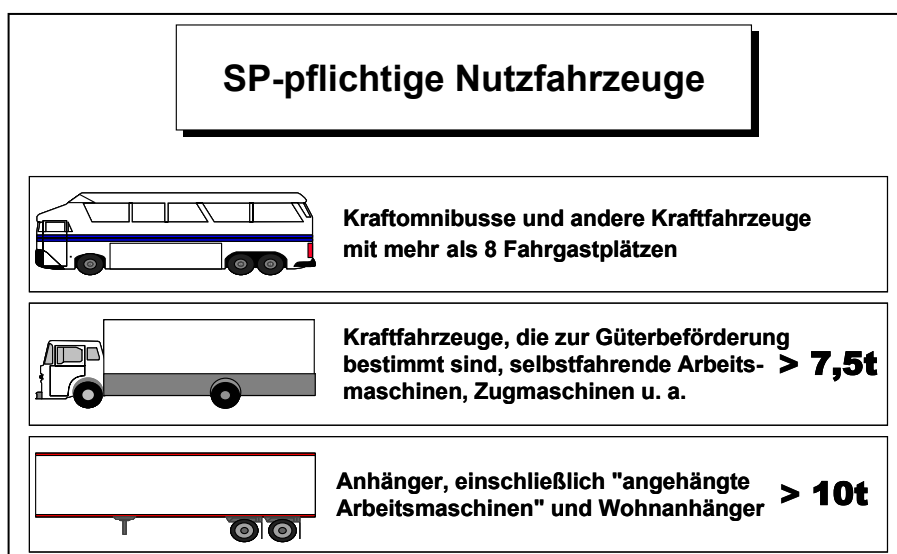 SP-pflichtige Nutzfahrzeuge
Kraftomnibusse und andere Kraftfahrzeuge
mit mehr als 8 Fahrgastplätzen
Kraftfahrzeuge, die zur Güterbeförderung
bestimmt sind, selbstfahrende Arbeits-
maschinen, Zugmaschinen u. a.
> 7,5t
Anhänger, einschließlich "angehängte
Arbeitsmaschinen" und Wohnanhänger
> 10t